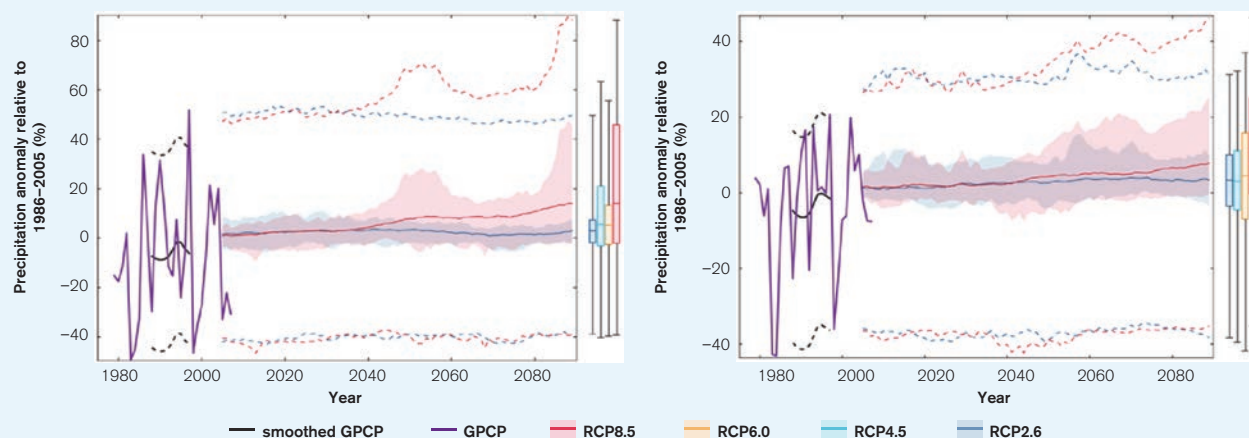 Precipitation anomaly relative to
1986–2005 (%)
80
60
40
20
0
−20
−40
1980
2000
2020
2040
2060
2080
Year
Precipitation anomaly relative to
1986–2005 (%)
40
20
0
−20
−40
1980
2000
2020
2040
2060
2080
Year
smoothed GPCP
GPCP
RCP8.5
RCP6.0
RCP4.5
RCP2.6